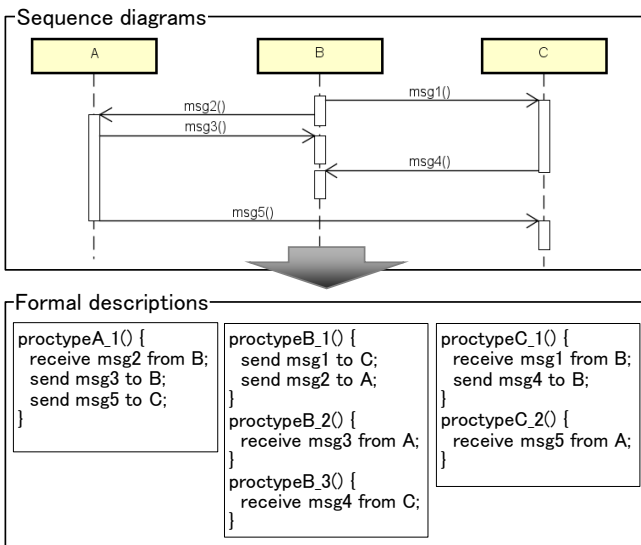 Sequence diagrams
A
B
C
msg1()
msg2()
msg3()
msg4()
msg5()
Formal descriptions
proctypeA_1() {
receive msg2 from B;
send msg3 to B;
send msg5 to C;
}
proctypeB_1() {
send msg1 to C;
send msg2 to A;
}
proctypeB_2() {
receive msg3 from A;
}
proctypeB_3() {
receive msg4 from C;
}
proctypeC_1() {
receive msg1 from B;
send msg4 to B;
}
proctypeC_2() {
receive msg5 from A;
}